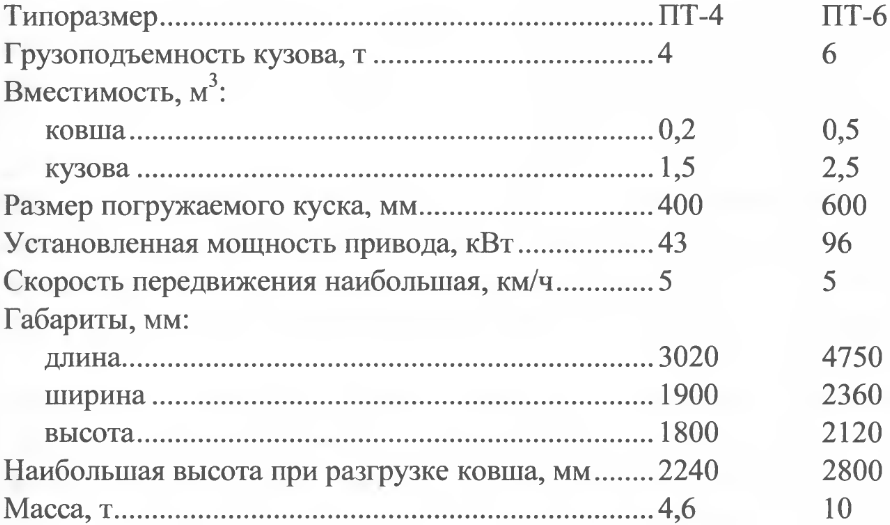 Типоразмер.......................................................ПТ-4 ПТ-6
Грузоподъемность кузова, т ..................................4 6
Вместимость, м³:
ковша.........................................................0,2 0,5
кузова ........................................................1,5 2,5
Размер погружаемого куска, мм............................400 600
Установленная мощность привода, кВт..............43 96
Скорость передвижения наибольшая, км/ч............5 5
Габариты, мм:
длина..........................................................3020 4750
ширина ......................................................1900 2360
высота........................................................1800 2120
Наибольшая высота при разгрузке ковша, мм........2240 2800
Масса, т............................................................4,6 10